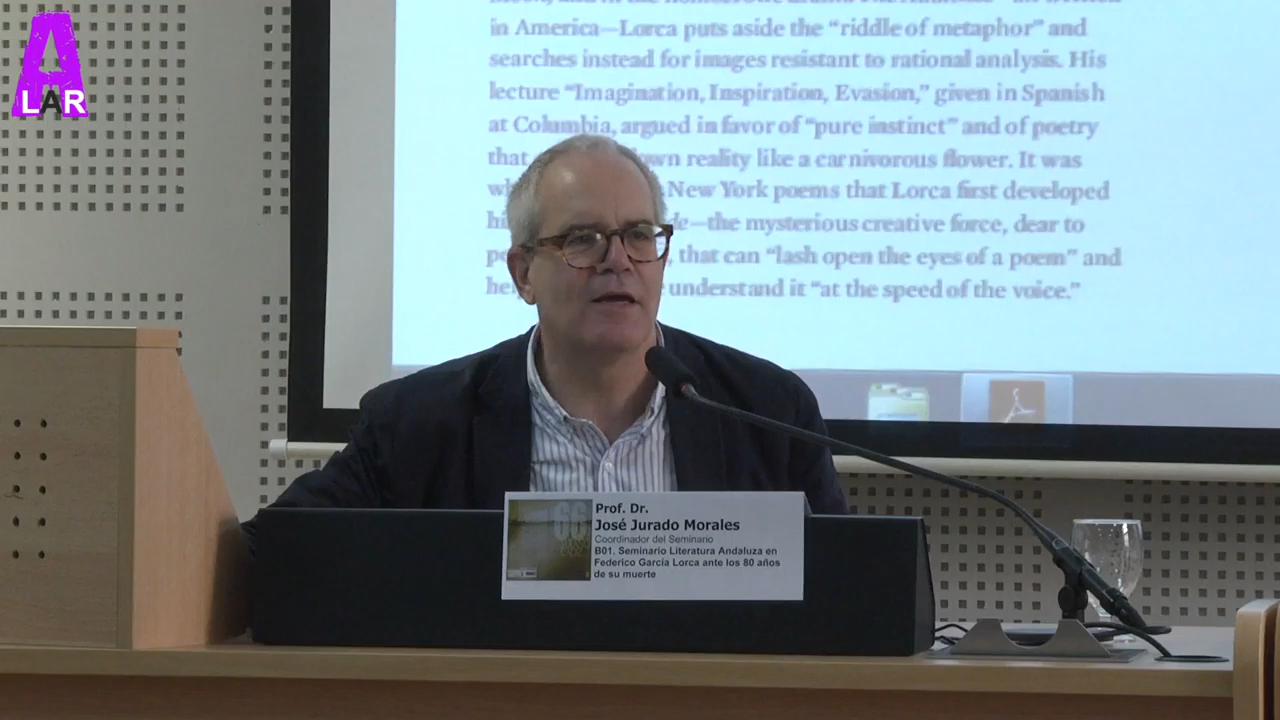 A
LAR
in America—Lorca puts aside the “riddle of metaphor” and
searches instead for images resistant to rational analysis. His
lecture “Imagination, Inspiration, Evasion,” given in Spanish
at Columbia, argued in favor of “pure instinct” and of poetry
that own reality like a carnivorous flower. It was
New York poems that Lorca first developed
—the mysterious creative force, dear to
that can “lash open the eyes of a poem” and
understand it “at the speed of the voice.”
66
Prof. Dr.
José Jurado Morales
Coordinador del Seminario
B01. Seminario Literatura Andaluza en
Federico García Lorca ante los 80 años
de su muerte